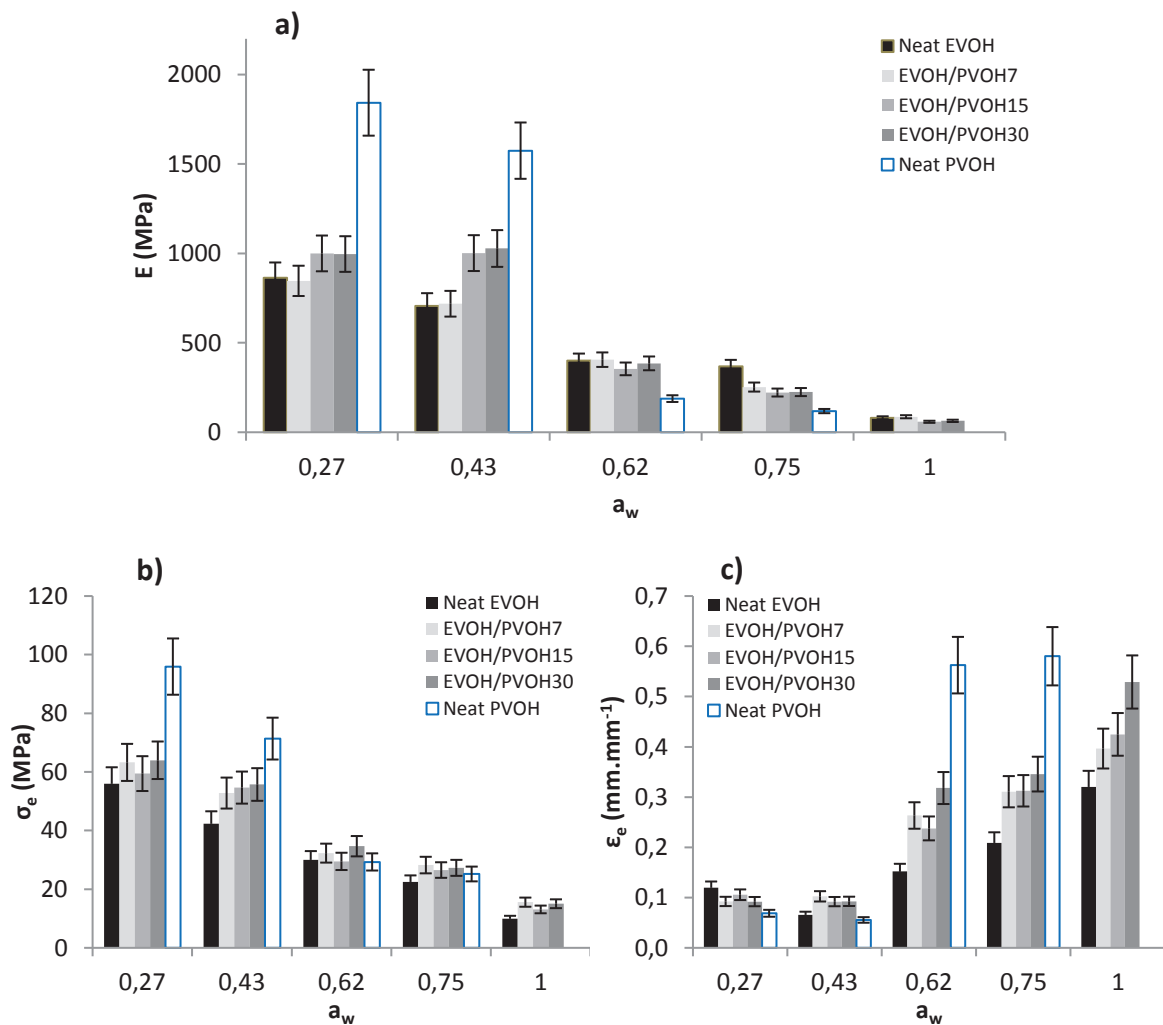 a)
E (MPa)
2000
1500
1000
500
0
0,27 0,43 0,62 0,75 1
a_w
Neat EVOH
EVOH/PVOH7
EVOH/PVOH15
EVOH/PVOH30
Neat PVOH
b)
σ_e (MPa)
120
100
80
60
40
20
0
0,27 0,43 0,62 0,75 1
a_w
Neat EVOH
EVOH/PVOH7
EVOH/PVOH15
EVOH/PVOH30
Neat PVOH
c)
ε_e (mm.mm⁻¹)
0,7
0,6
0,5
0,4
0,3
0,2
0,1
0,0
0,27 0,43 0,62 0,75 1
a_w
Neat EVOH
EVOH/PVOH7
EVOH/PVOH15
EVOH/PVOH30
Neat PVOH